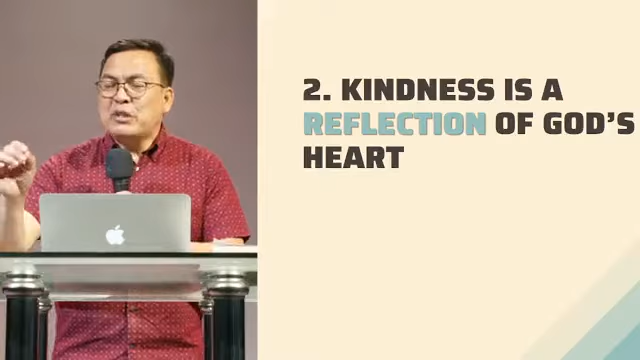 2. KINDNESS IS A
REFLECTION OF GOD'S
HEART